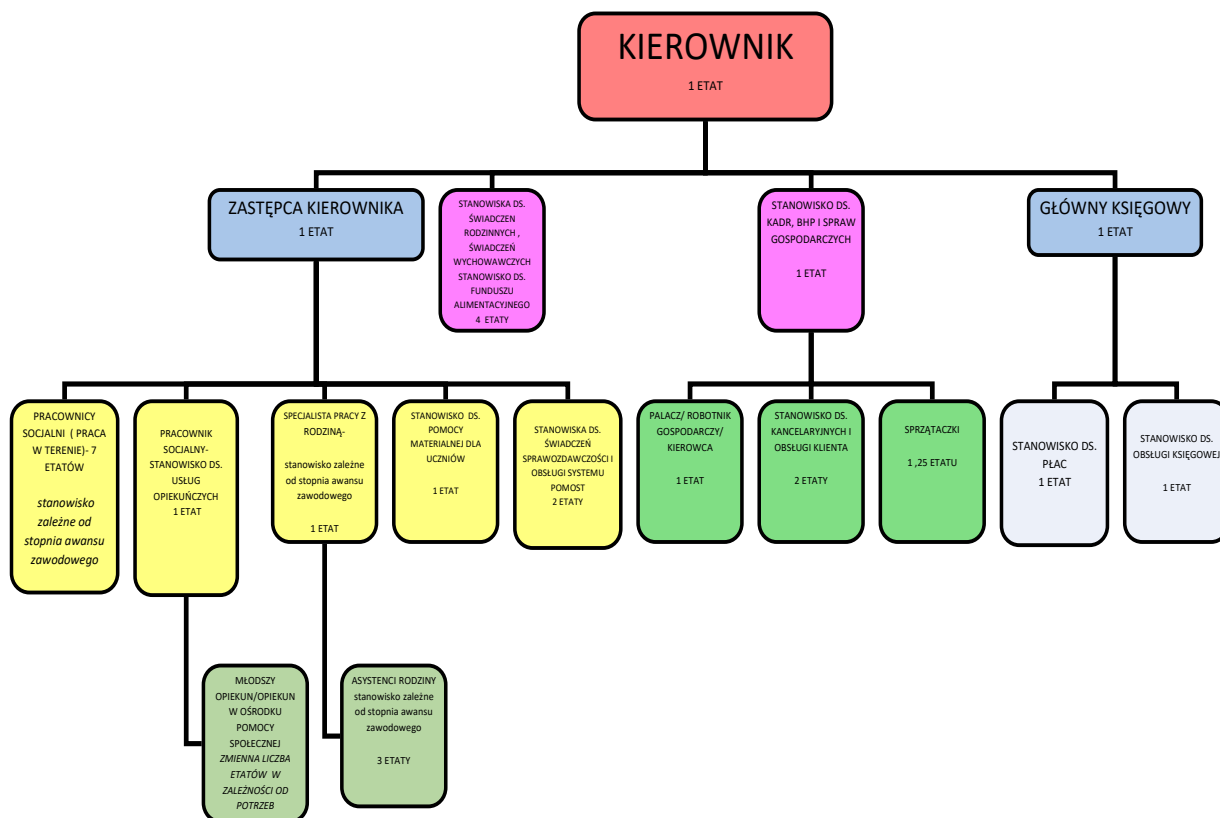 KIEROWNIK
1 ETAT
ZASTĘPCA KIEROWNIKA
1 ETAT
STANOWISKA DS.
ŚWIADCZEN
RODZINNYCH ,
ŚWIADCZEŃ
WYCHOWAWCZYCH
STANOWISKO DS.
FUNDUSZU
ALIMENTACYJNEGO
4 ETATY
STANOWISKO DS.
KADR, BHP I SPRAW
GOSPODARCZYCH
1 ETAT
GŁÓWNY KSIĘGOWY
1 ETAT
PRACOWNICY
SOCJALNI ( PRACA
W TERENIE)- 7
ETATÓW
stanowisko
zależne od
stopnia awansu
zawodowego
PRACOWNIK
SOCJALNY-
STANOWISKO DS.
USŁUG
OPIEKUŃCZYCH
1 ETAT
SPECJALISTA PRACY Z
RODZINĄ-
stanowisko zależne
od stopnia awansu
zawodowego
1 ETAT
STANOWISKO DS.
POMOCY
MATERIALNEJ DLA
UCZNIÓW
1 ETAT
STANOWISKA DS.
ŚWIADCZEŃ
SPRAWOZDAWCZOŚCI I
OBSŁUGI SYSTEMU
POMOST
2 ETATY
PALACZ/ ROBOTNIK
GOSPODARCZY/
KIEROWCA
1 ETAT
STANOWISKO DS.
KANCELARYJNYCH I
OBSŁUGI KLIENTA
2 ETATY
SPRZĄTACZKI
1 ,25 ETATU
STANOWISKO DS.
PŁAC
1 ETAT
STANOWISKO DS.
OBSŁUGI KSIĘGOWEJ
1 ETAT
MŁODSZY
OPIEKUN/OPIEKUN
W OŚRODKU
POMOCY
SPOŁECZNEJ
ZMIENNA LICZBA
ETATÓW W
ZALEŻNOŚCI OD
POTRZEB
ASYSTENCI RODZINY
stanowisko zależne
od stopnia awansu
zawodowego
3 ETATY